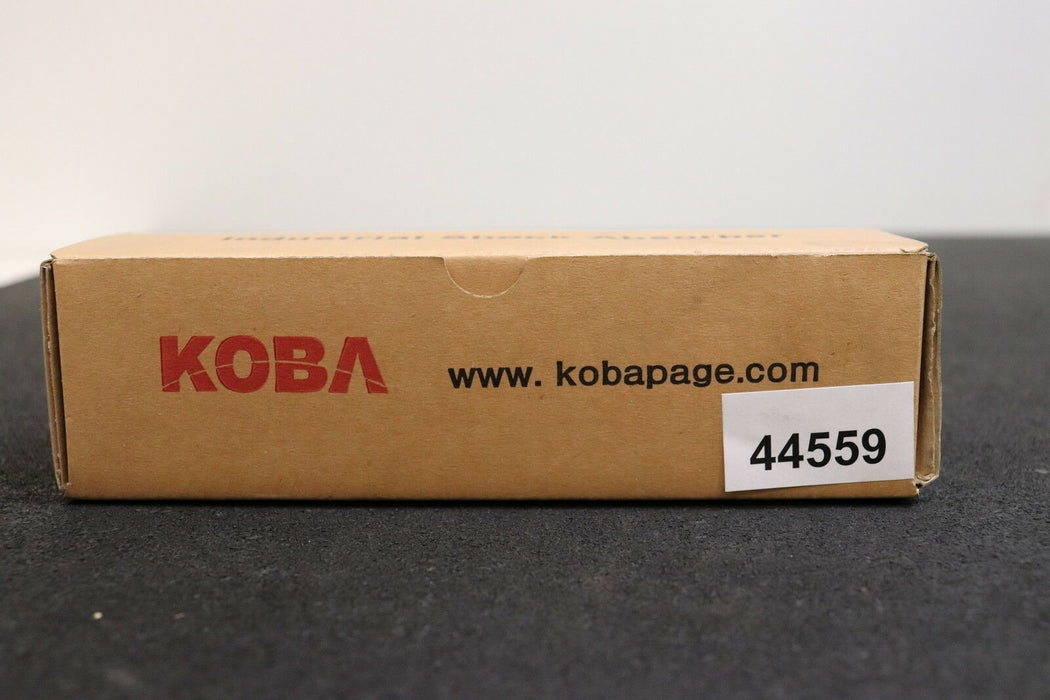 Industrial Shock Absorber
KOBA
www. kobapage.com
44559